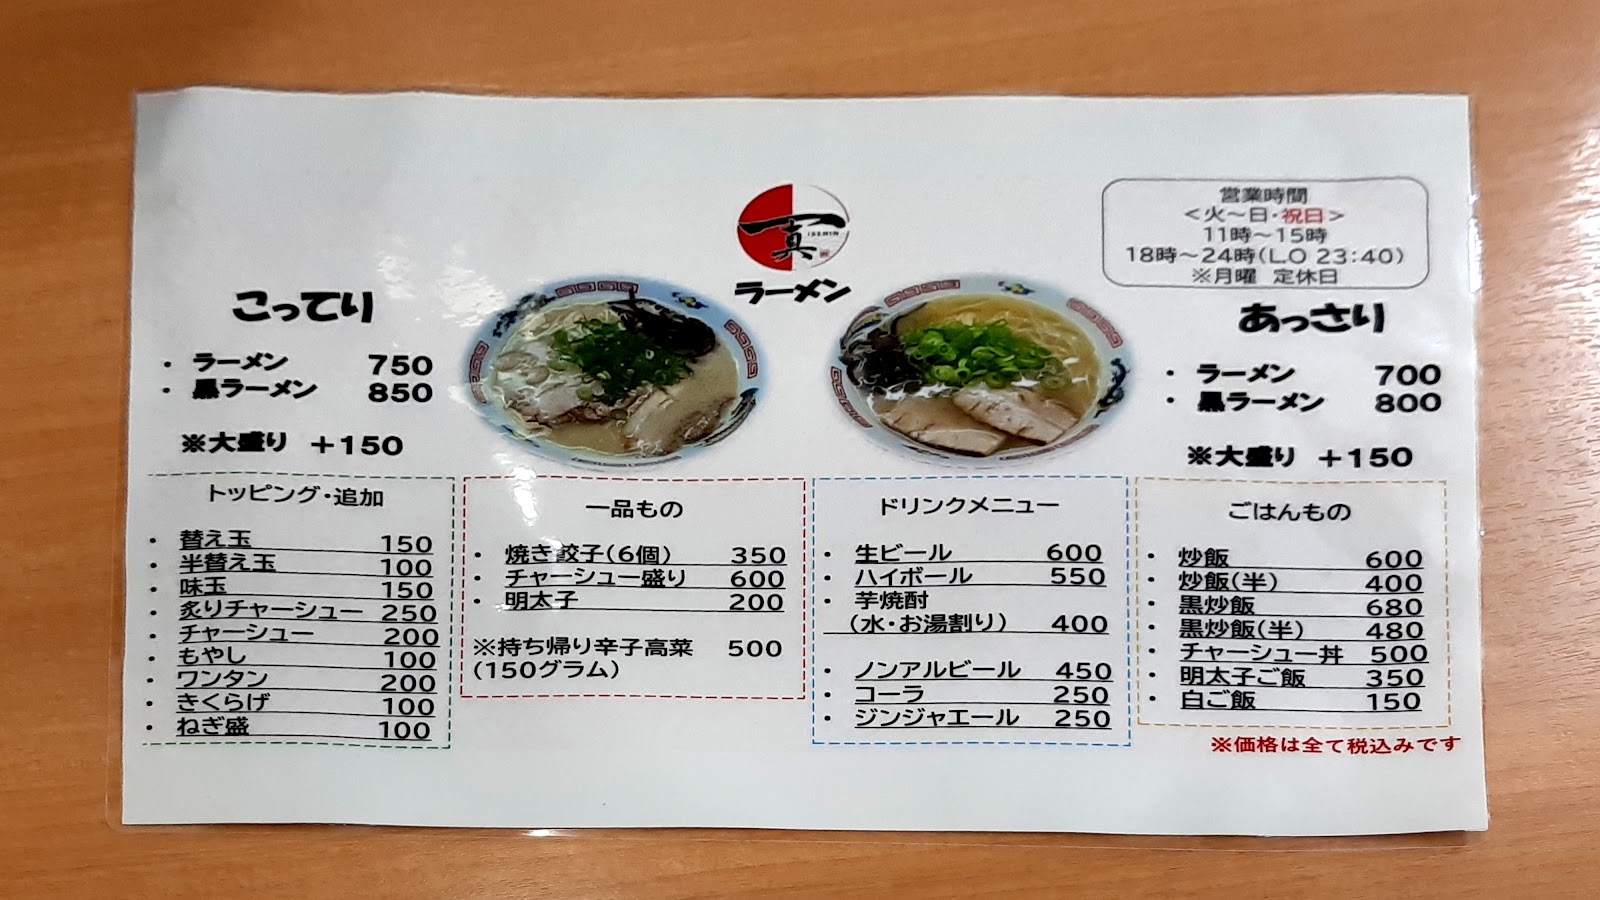 一真
ISSHIN
ラーメン
営業時間
<火～日・祝日>
11時～15時
18時～24時(L.O 23:40)
※月曜 定休日
こってり
・ ラーメン 750
・ 黒ラーメン 850
※大盛り +150
あっさり
・ ラーメン 700
・ 黒ラーメン 800
※大盛り +150
トッピング・追加
・ 替え玉 150
・ 半替え玉 100
・ 味玉 150
・ 炙りチャーシュー 250
・ チャーシュー 200
・ もやし 100
・ ワンタン 200
・ きくらげ 100
・ ねぎ盛 100
一品もの
・ 焼き餃子(6個) 350
・ チャーシュー盛り 600
・ 明太子 200
※持ち帰り辛子高菜 500
(150グラム)
ドリンクメニュー
・ 生ビール 600
・ ハイボール 550
・ 芋焼酎
(水・お湯割り) 400
・ ノンアルビール 450
・ コーラ 250
・ ジンジャエール 250
ごはんもの
・ 炒飯 600
・ 炒飯(半) 400
・ 黒炒飯 680
・ 黒炒飯(半) 480
・ チャーシュー丼 500
・ 明太子ご飯 350
・ 白ご飯 150
※価格は全て税込みです